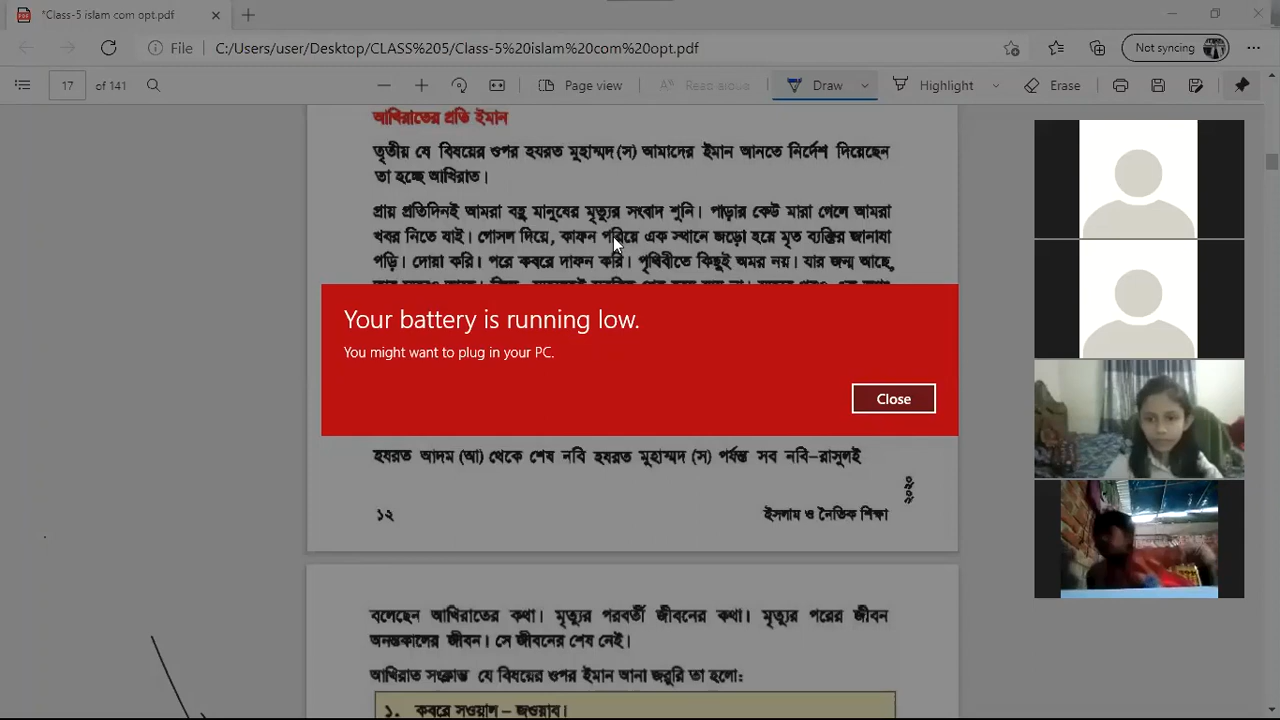 *Class-5 islam com opt.pdf
File
C:/Users/user/Desktop/CLASS%205/Class-5%20islam%20com%20opt.pdf
Not syncing
17 of 141
Page view
Read aloud
Draw
Highlight
Erase
আখিরাতের প্রতি ইমান
তৃতীয় যে বিষয়ের ওপর হযরত মুহাম্মদ (স) আমাদের ইমান আনতে নির্দেশ দিয়েছেন
তা হচ্ছে আখিরাত।
প্রায় প্রতিদিনই আমরা বহু মানুষের মৃত্যুর সংবাদ শুনি। পাড়ার কেউ মারা গেলে আমরা
খবর নিতে যাই। গোসল দিয়ে, কাফন পরিয়ে এক স্থানে জড়ো হয়ে মৃত ব্যক্তির জানাযা
পড়ি। দোয়া করি। পরে কবরে দাফন করি। পৃথিবীতে কিছুই অমর নয়। যার জন্ম আছে,
Your battery is running low.
You might want to plug in your PC.
Close
হযরত আদম (আ) থেকে শেষ নবি হযরত মুহাম্মদ (স) পর্যন্ত সব নবি-রাসুলই
২০২০
১২
ইসলাম ও নৈতিক শিক্ষা
বলেছেন আখিরাতের কথা। মৃত্যুর পরবর্তী জীবনের কথা। মৃত্যুর পরের জীবন
অনন্তকালের জীবন। সে জীবনের শেষ নেই।
আখিরাত সংক্রান্ত যে বিষয়ের ওপর ইমান আনা জরুরি তা হলো:
১. কবরে সওয়াল – জওয়াব।